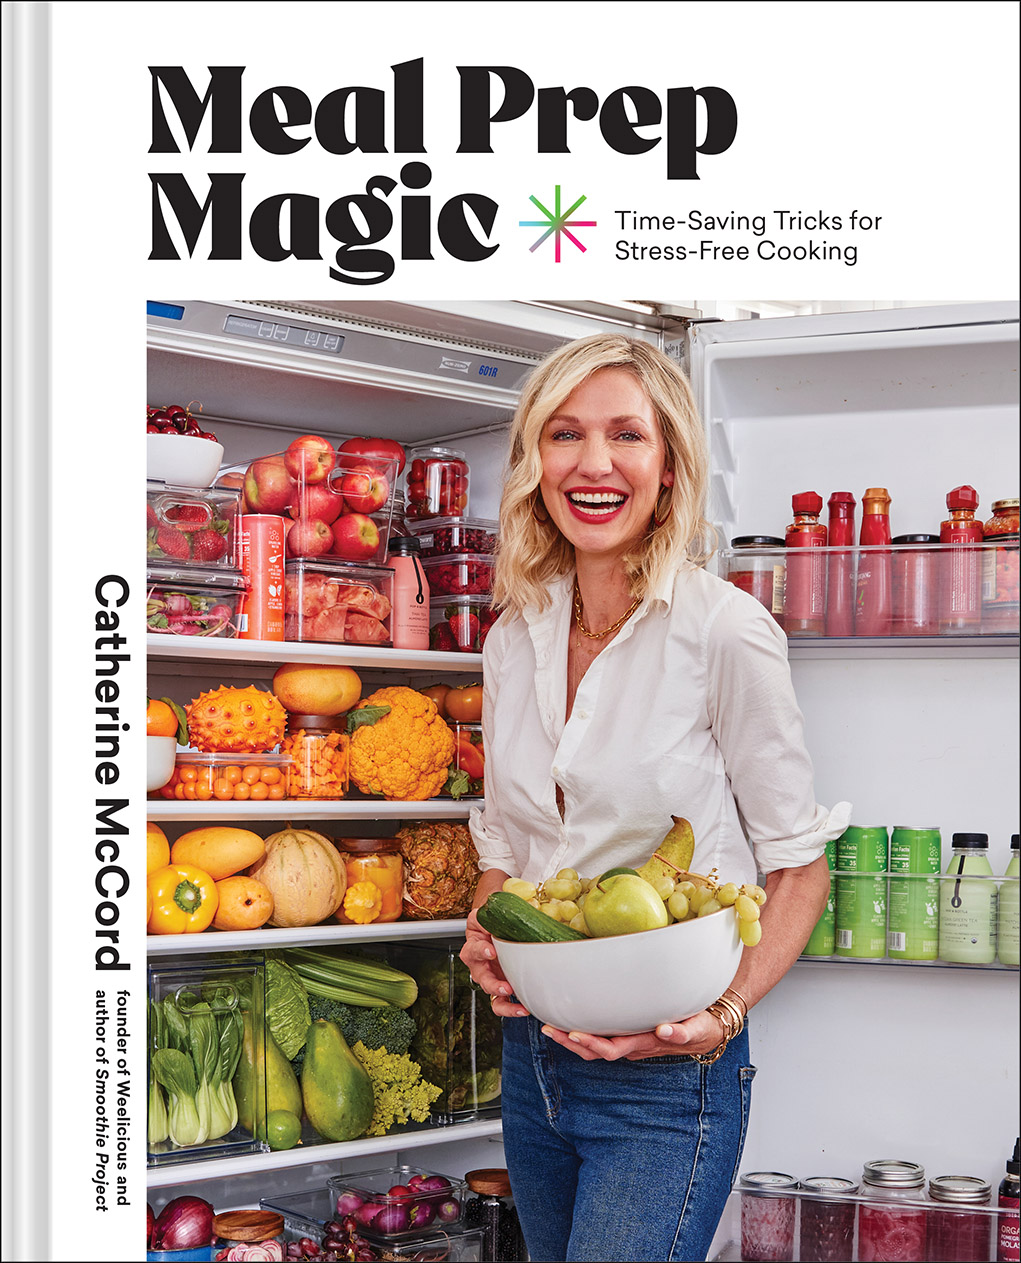 Meal Prep
Magic
Time-Saving Tricks for
Stress-Free Cooking
Catherine McCord
founder of Weelicious and
author of Smoothie Project
601R